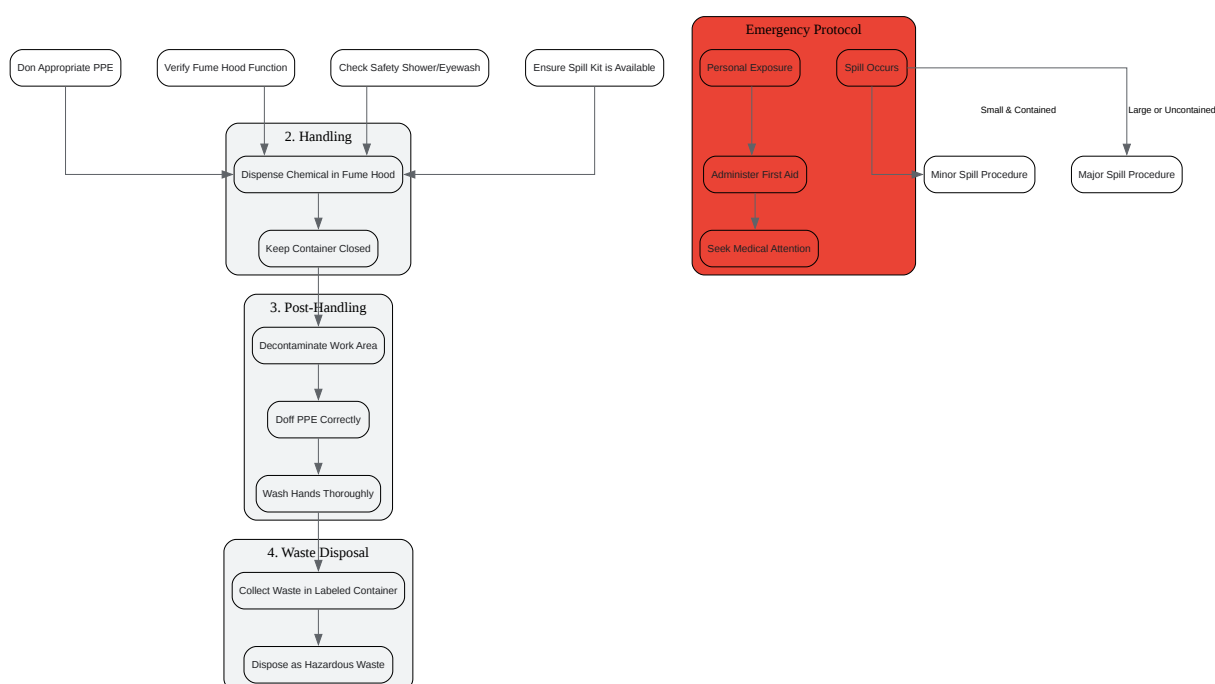 Don Appropriate PPE
Verify Fume Hood Function
Check Safety Shower/Eyewash
Ensure Spill Kit is Available
2. Handling
Dispense Chemical in Fume Hood
Keep Container Closed
3. Post-Handling
Decontaminate Work Area
Doff PPE Correctly
Wash Hands Thoroughly
4. Waste Disposal
Collect Waste in Labeled Container
Dispose as Hazardous Waste
Emergency Protocol
Personal Exposure
Spill Occurs
Small & Contained
Large or Uncontained
Administer First Aid
Minor Spill Procedure
Major Spill Procedure
Seek Medical Attention